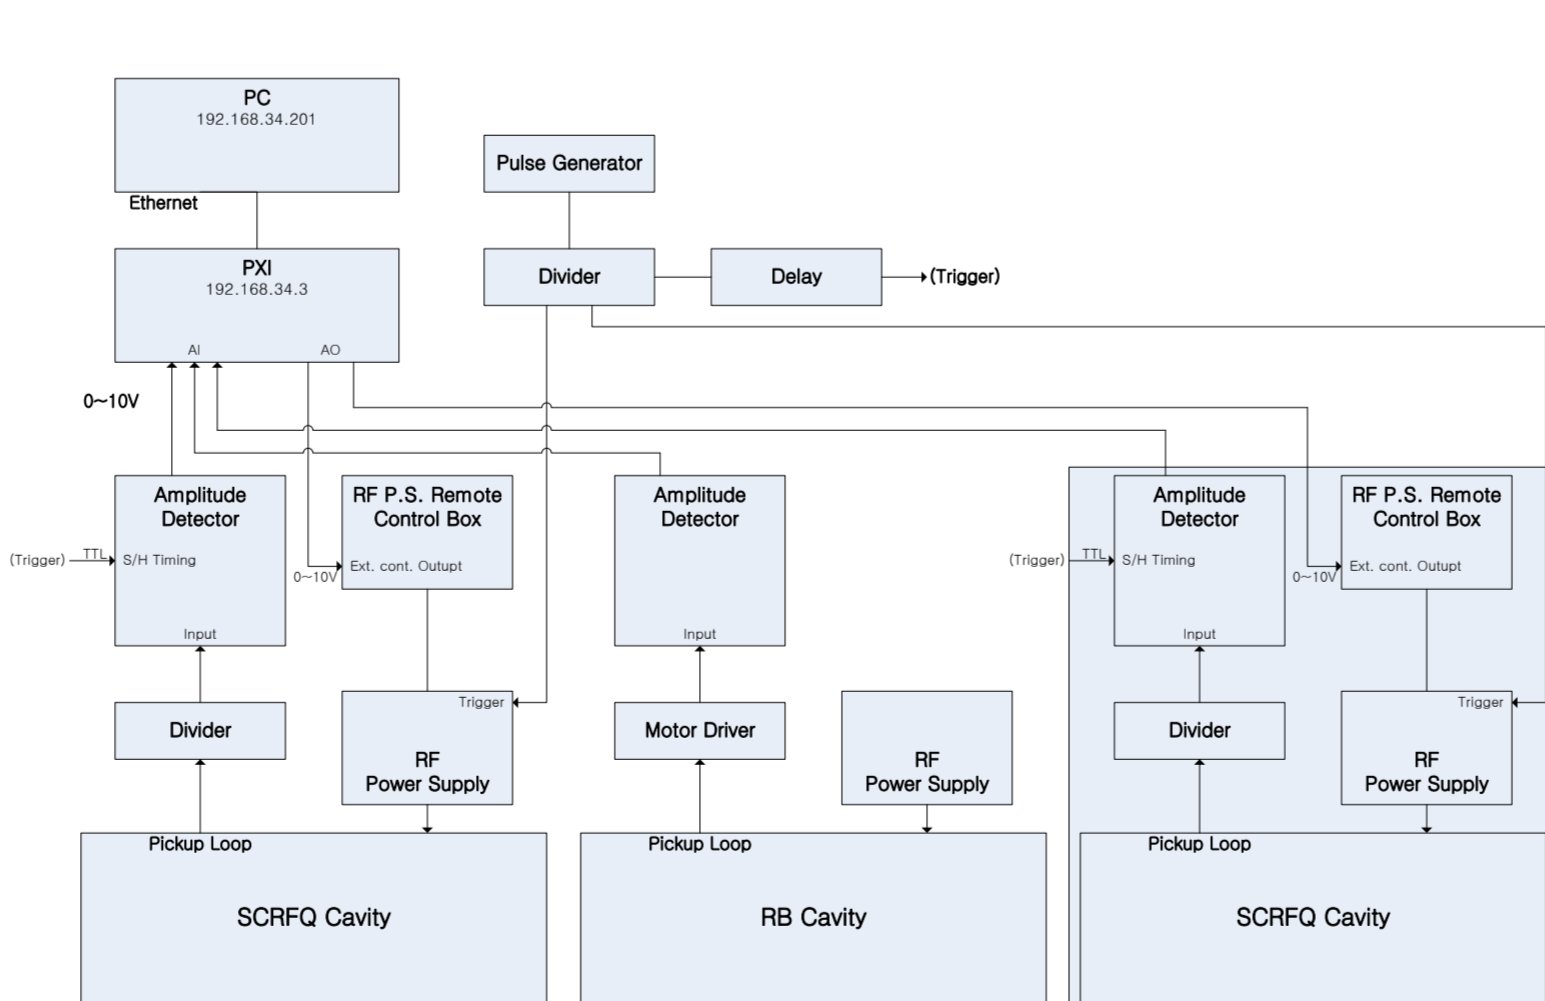 PC
192.168.34.201
Ethernet
Pulse Generator
PXI
192.168.34.3
AI
AO
Divider
Delay
(Trigger)
0~10V
Amplitude
Detector
(Trigger)
TTL
S/H Timing
Input
RF P.S. Remote
Control Box
0~10V
Ext. cont. Outupt
Amplitude
Detector
Input
(Trigger)
TTL
Amplitude
Detector
S/H Timing
Input
RF P.S. Remote
Control Box
0~10V
Ext. cont. Outupt
Divider
Trigger
RF
Power Supply
Motor Driver
RF
Power Supply
Divider
Trigger
RF
Power Supply
Pickup Loop
SCRFQ Cavity
Pickup Loop
RB Cavity
Pickup Loop
SCRFQ Cavity